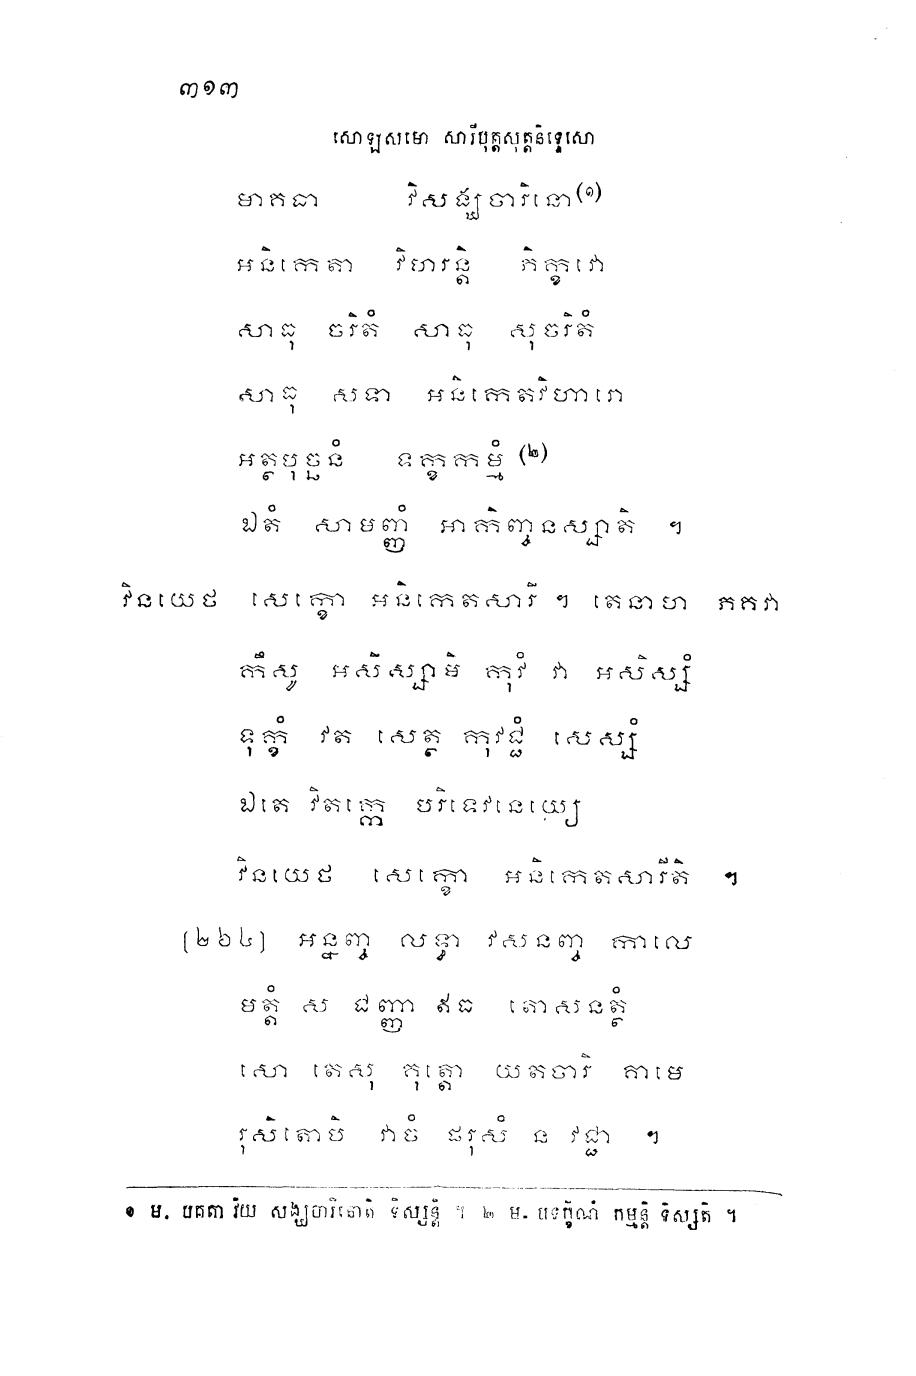 ៣១៣
សោឡសមោ សារីបុត្តសុត្តនិទ្ទេសោ
មាគធា វិសង្ឃចារិនោ(១)
អនិកេតា វិហរន្តិ ភិក្ខវោ
សាធុ ចរិតំ សាធុ សុចរិតំ
សាធុ សទា អនិកេតវិហារោ
អត្ថបុច្ឆនំ ទក្ខកម្មំ (២)
ឯតំ សាមញ្ញំ អាកិញ្ចនស្សាតិ ។
វិនយេថ សេក្ខោ អនិកេតសារី ។ តេនាហ ភគវា
កឹសូ អសិស្សាមិ កុវំ វា អសិស្សំ
ទុក្ខំ វត សេត្ថ កុវជ្ជំ សេស្សំ
ឯតេ វិតក្កេ បរិទេវនេយ្យេ
វិនយេថ សេក្ខោ អនិកេតសារីតិ ។
[២៦៤] អន្នញ្ច លទ្ធា វសនញ្ច កាលេ
មត្តំ ស ជញ្ញា ឥធ តោសនត្ថំ
សោ តេសុ គុត្តោ យតចារិ គាមេ
រុសិតោបិ វាចំ ផរុសំ ន វជ្ជា ។
១ ម. បគតា វិយ សង្ឃហរិនោតិ ទិស្សន្តិ ។ ២ ម. បទក្ខិណំ កម្មន្តិ ទិស្សតិ ។